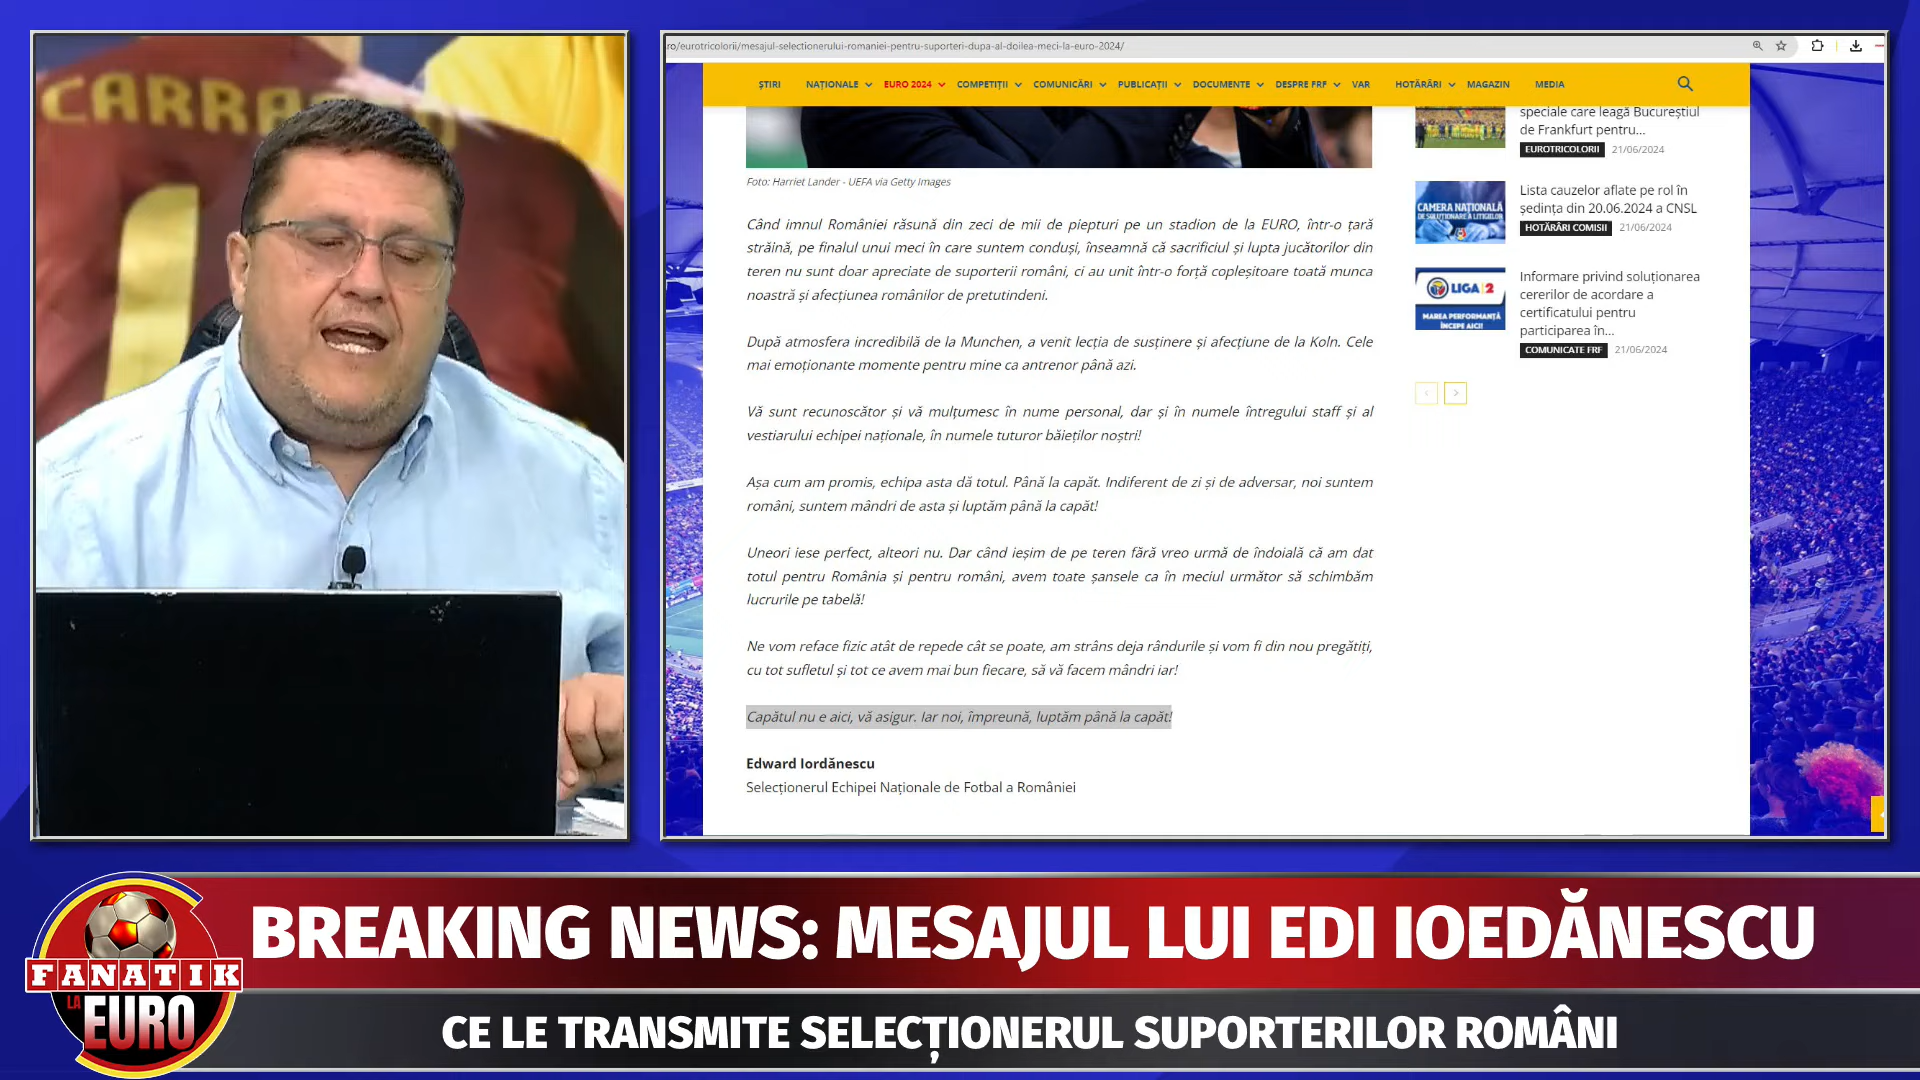 CARRAS
ro/eurotricolorii/mesajul-selectionerului-romaniei-pentru-suporteri-dupa-al-doilea-meci-la-euro-2024/
ȘTIRI NAȚIONALE EURO 2024 COMPETIȚII COMUNICĂRI PUBLICAȚII DOCUMENTE DESPRE FRF VAR HOTĂRÂRI MAGAZIN MEDIA
Foto: Harriet Lander - UEFA via Getty Images
Când imnul României răsună din zeci de mii de piepturi pe un stadion de la EURO, într-o țară
străină, pe finalul unui meci în care suntem conduși, înseamnă că sacrificiul și lupta jucătorilor din
teren nu sunt doar apreciate de suporterii români, ci au unit într-o forță copleșitoare toată munca
noastră și afecțiunea românilor de pretutindeni.
După atmosfera incredibilă de la Munchen, a venit lecția de susținere și afecțiune de la Koln. Cele
mai emoționante momente pentru mine ca antrenor până azi.
Vă sunt recunoscător și vă mulțumesc în nume personal, dar și în numele întregului staff și al
vestiarului echipei naționale, în numele tuturor băieților noștri!
Așa cum am promis, echipa asta dă totul. Până la capăt. Indiferent de zi și de adversar, noi suntem
români, suntem mândri de asta și luptăm până la capăt!
Uneori iese perfect, alteori nu. Dar când ieșim de pe teren fără vreo urmă de îndoială că am dat
totul pentru România și pentru români, avem toate șansele ca în meciul următor să schimbăm
lucrurile pe tabelă!
Ne vom reface fizic atât de repede cât se poate, am strâns deja rândurile și vom fi din nou pregătiți,
cu tot sufletul și tot ce avem mai bun fiecare, să vă facem mândri iar!
Capătul nu e aici, vă asigur. Iar noi, împreună, luptăm până la capăt!
Edward Iordănescu
Selecționerul Echipei Naționale de Fotbal a României
speciale care leagă Bucureștiul
de Frankfurt pentru...
EUROTRICOLORII 21/06/2024
CAMERA NAȚIONALĂ
DE SOLUȚIONARE A LITIGIILOR
Lista cauzelor aflate pe rol în
ședința din 20.06.2024 a CNSL
HOTĂRÂRI COMISII 21/06/2024
LIGA 2
MAREA PERFORMANȚĂ
ÎNCEPE AICI!
Informare privind soluționarea
cererilor de acordare a
certificatului pentru
participarea în...
COMUNICATE FRF 21/06/2024
BREAKING NEWS: MESAJUL LUI EDI IOEDĂNESCU
CE LE TRANSMITE SELECȚIONERUL SUPORTERILOR ROMÂNI
FANATIK
LA
EURO